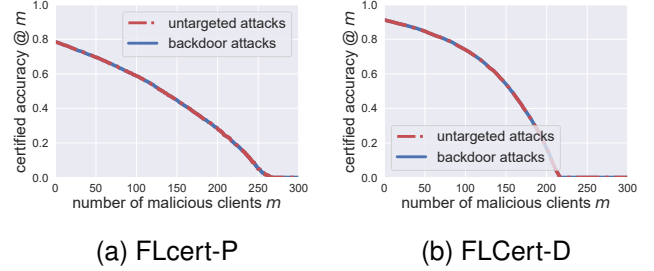 certified accuracy @ m
1.0
0.8
0.6
0.4
0.2
0.0
untargeted attacks
backdoor attacks
0 50 100 150 200 250 300
number of malicious clients m
(a) FLcert-P
certified accuracy @ m
1.0
0.8
0.6
0.4
0.2
0.0
untargeted attacks
backdoor attacks
0 50 100 150 200 250 300
number of malicious clients m
(b) FLCert-D